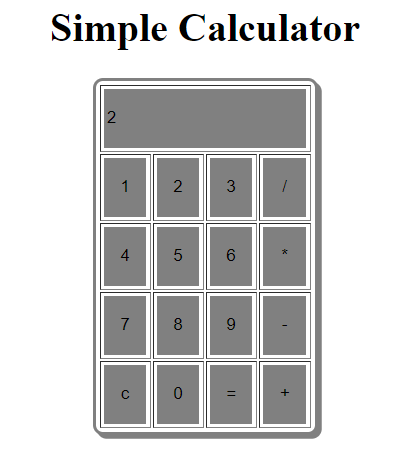 Simple Calculator
2
1 2 3 /
4 5 6 *
7 8 9 -
c 0 = +